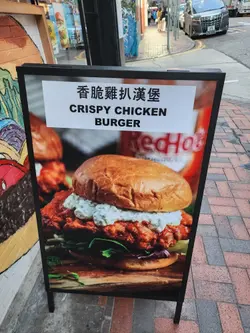 香脆雞扒漢堡
CRISPY CHICKEN
BURGER
RedHot